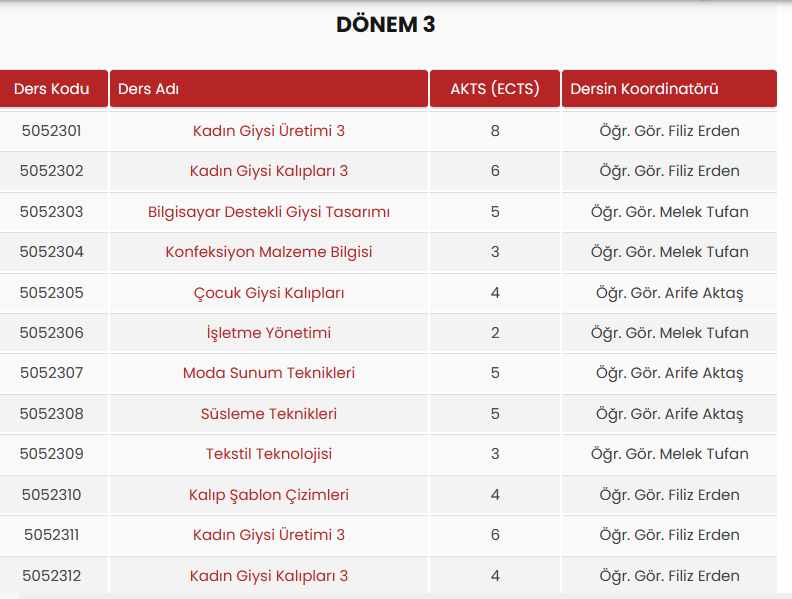 DÖNEM 3
Ders Kodu Ders Adı AKTS (ECTS) Dersin Koordinatörü
5052301 Kadın Giysi Üretimi 3 8 Öğr. Gör. Filiz Erden
5052302 Kadın Giysi Kalıpları 3 6 Öğr. Gör. Filiz Erden
5052303 Bilgisayar Destekli Giysi Tasarımı 5 Öğr. Gör. Melek Tufan
5052304 Konfeksiyon Malzeme Bilgisi 3 Öğr. Gör. Melek Tufan
5052305 Çocuk Giysi Kalıpları 4 Öğr. Gör. Arife Aktaş
5052306 İşletme Yönetimi 2 Öğr. Gör. Melek Tufan
5052307 Moda Sunum Teknikleri 5 Öğr. Gör. Arife Aktaş
5052308 Süsleme Teknikleri 5 Öğr. Gör. Arife Aktaş
5052309 Tekstil Teknolojisi 3 Öğr. Gör. Melek Tufan
5052310 Kalıp Şablon Çizimleri 4 Öğr. Gör. Filiz Erden
5052311 Kadın Giysi Üretimi 3 6 Öğr. Gör. Filiz Erden
5052312 Kadın Giysi Kalıpları 3 4 Öğr. Gör. Filiz Erden